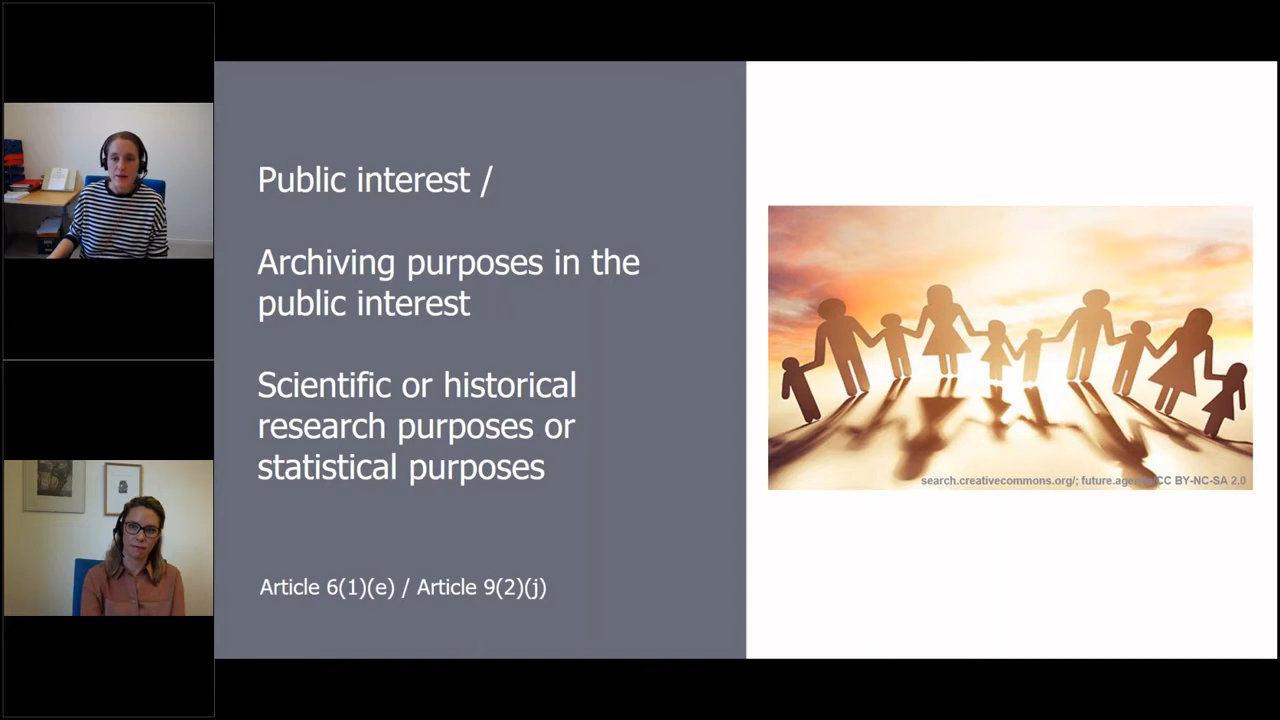 Public interest /
Archiving purposes in the
public interest
Scientific or historical
research purposes or
statistical purposes
Article 6(1)(e) / Article 9(2)(j)
search.creativecommons.org/; future.agenda/CC BY-NC-SA 2.0